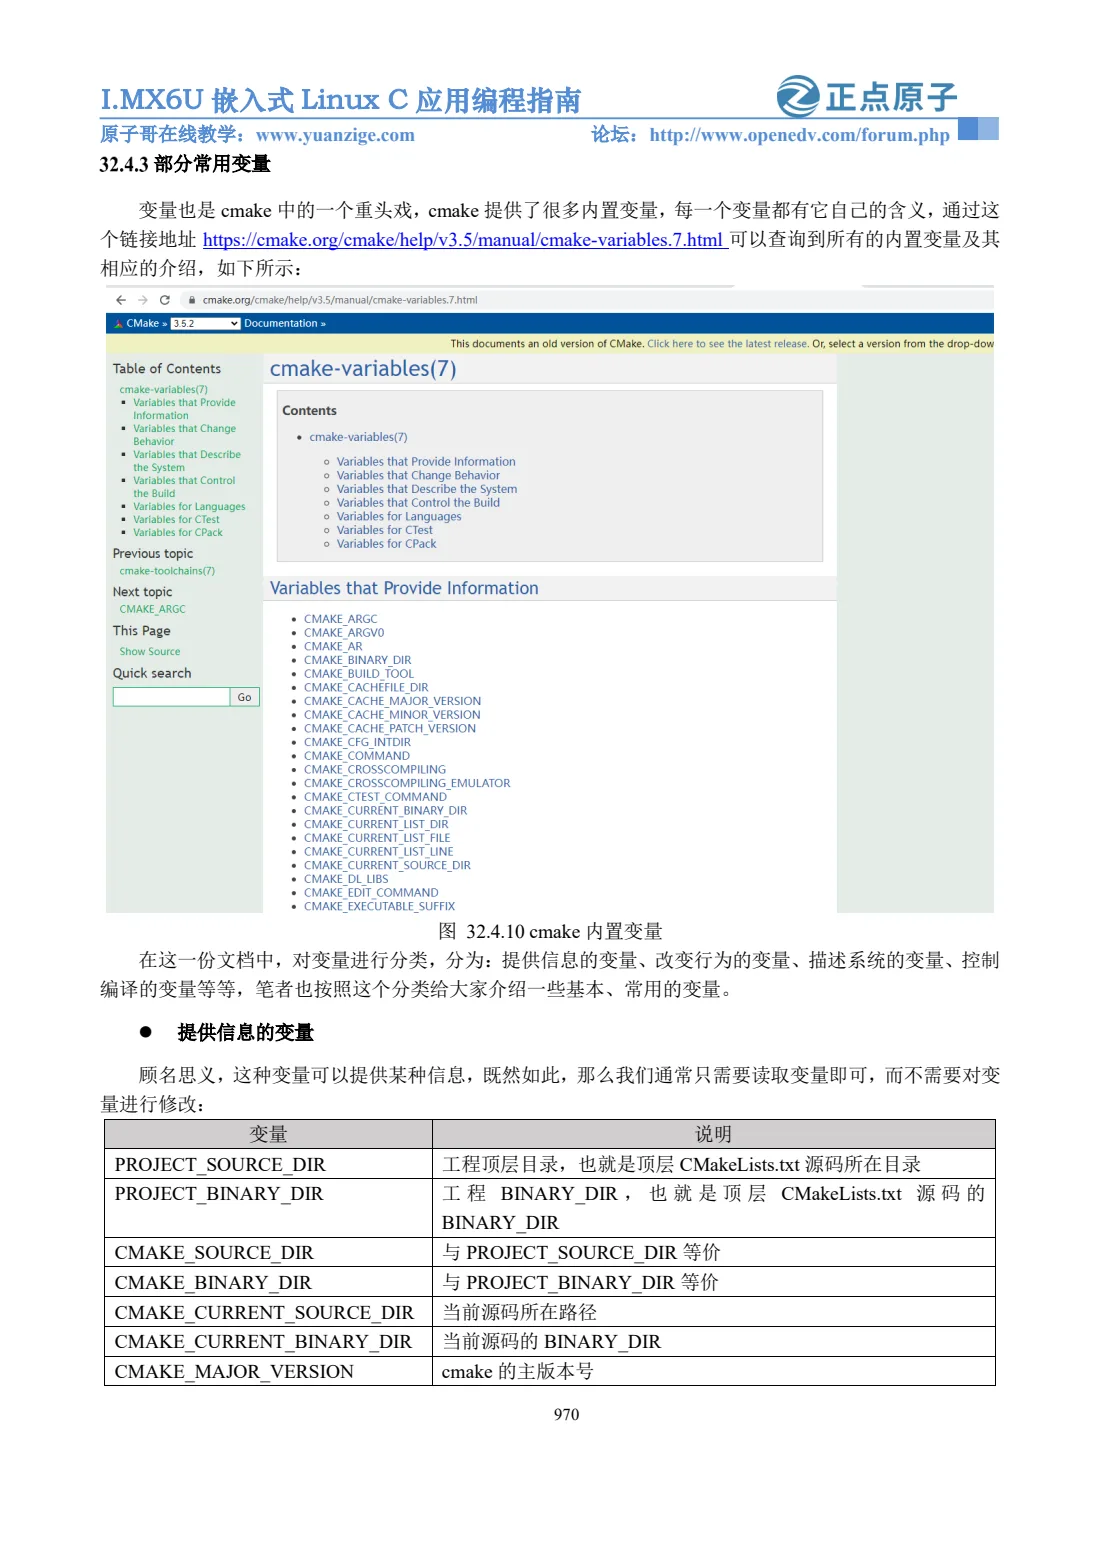 I.MX6U 嵌入式 Linux C 应用编程指南
正点原子
原子哥在线教学：www.yuanzige.com 论坛：http://www.openedv.com/forum.php
32.4.3 部分常用变量
变量也是 cmake 中的一个重头戏，cmake 提供了很多内置变量，每一个变量都有它自己的含义，通过这
个链接地址 https://cmake.org/cmake/help/v3.5/manual/cmake-variables.7.html 可以查询到所有的内置变量及其
相应的介绍，如下所示：
cmake.org/cmake/help/v3.5/manual/cmake-variables.7.html
CMake » 3.5.2 Documentation »
This documents an old version of CMake. Click here to see the latest release. Or, select a version from the drop-dow
Table of Contents
cmake-variables(7)
Variables that Provide
Information
Variables that Change
Behavior
Variables that Describe
the System
Variables that Control
the Build
Variables for Languages
Variables for CTest
Variables for CPack
Previous topic
cmake-toolchains(7)
Next topic
CMAKE_ARGC
This Page
Show Source
Quick search
Go
cmake-variables(7)
Contents
• cmake-variables(7)
Variables that Provide Information
Variables that Change Behavior
Variables that Describe the System
Variables that Control the Build
Variables for Languages
Variables for CTest
Variables for CPack
Variables that Provide Information
• CMAKE_ARGC
• CMAKE_ARGV0
• CMAKE_AR
• CMAKE_BINARY_DIR
• CMAKE_BUILD_TOOL
• CMAKE_CACHEFILE_DIR
• CMAKE_CACHE_MAJOR_VERSION
• CMAKE_CACHE_MINOR_VERSION
• CMAKE_CACHE_PATCH_VERSION
• CMAKE_CFG_INTDIR
• CMAKE_COMMAND
• CMAKE_CROSSCOMPILING
• CMAKE_CROSSCOMPILING_EMULATOR
• CMAKE_CTEST_COMMAND
• CMAKE_CURRENT_BINARY_DIR
• CMAKE_CURRENT_LIST_DIR
• CMAKE_CURRENT_LIST_FILE
• CMAKE_CURRENT_LIST_LINE
• CMAKE_CURRENT_SOURCE_DIR
• CMAKE_DL_LIBS
• CMAKE_EDIT_COMMAND
• CMAKE_EXECUTABLE_SUFFIX
图 32.4.10 cmake 内置变量
在这一份文档中，对变量进行分类，分为：提供信息的变量、改变行为的变量、描述系统的变量、控制
编译的变量等等，笔者也按照这个分类给大家介绍一些基本、常用的变量。
● 提供信息的变量
顾名思义，这种变量可以提供某种信息，既然如此，那么我们通常只需要读取变量即可，而不需要对变
量进行修改：
变量 说明
PROJECT_SOURCE_DIR 工程顶层目录，也就是顶层 CMakeLists.txt 源码所在目录
PROJECT_BINARY_DIR 工程 BINARY_DIR，也就是顶层 CMakeLists.txt 源码的
BINARY_DIR
CMAKE_SOURCE_DIR 与 PROJECT_SOURCE_DIR 等价
CMAKE_BINARY_DIR 与 PROJECT_BINARY_DIR 等价
CMAKE_CURRENT_SOURCE_DIR 当前源码所在路径
CMAKE_CURRENT_BINARY_DIR 当前源码的 BINARY_DIR
CMAKE_MAJOR_VERSION cmake 的主版本号
970